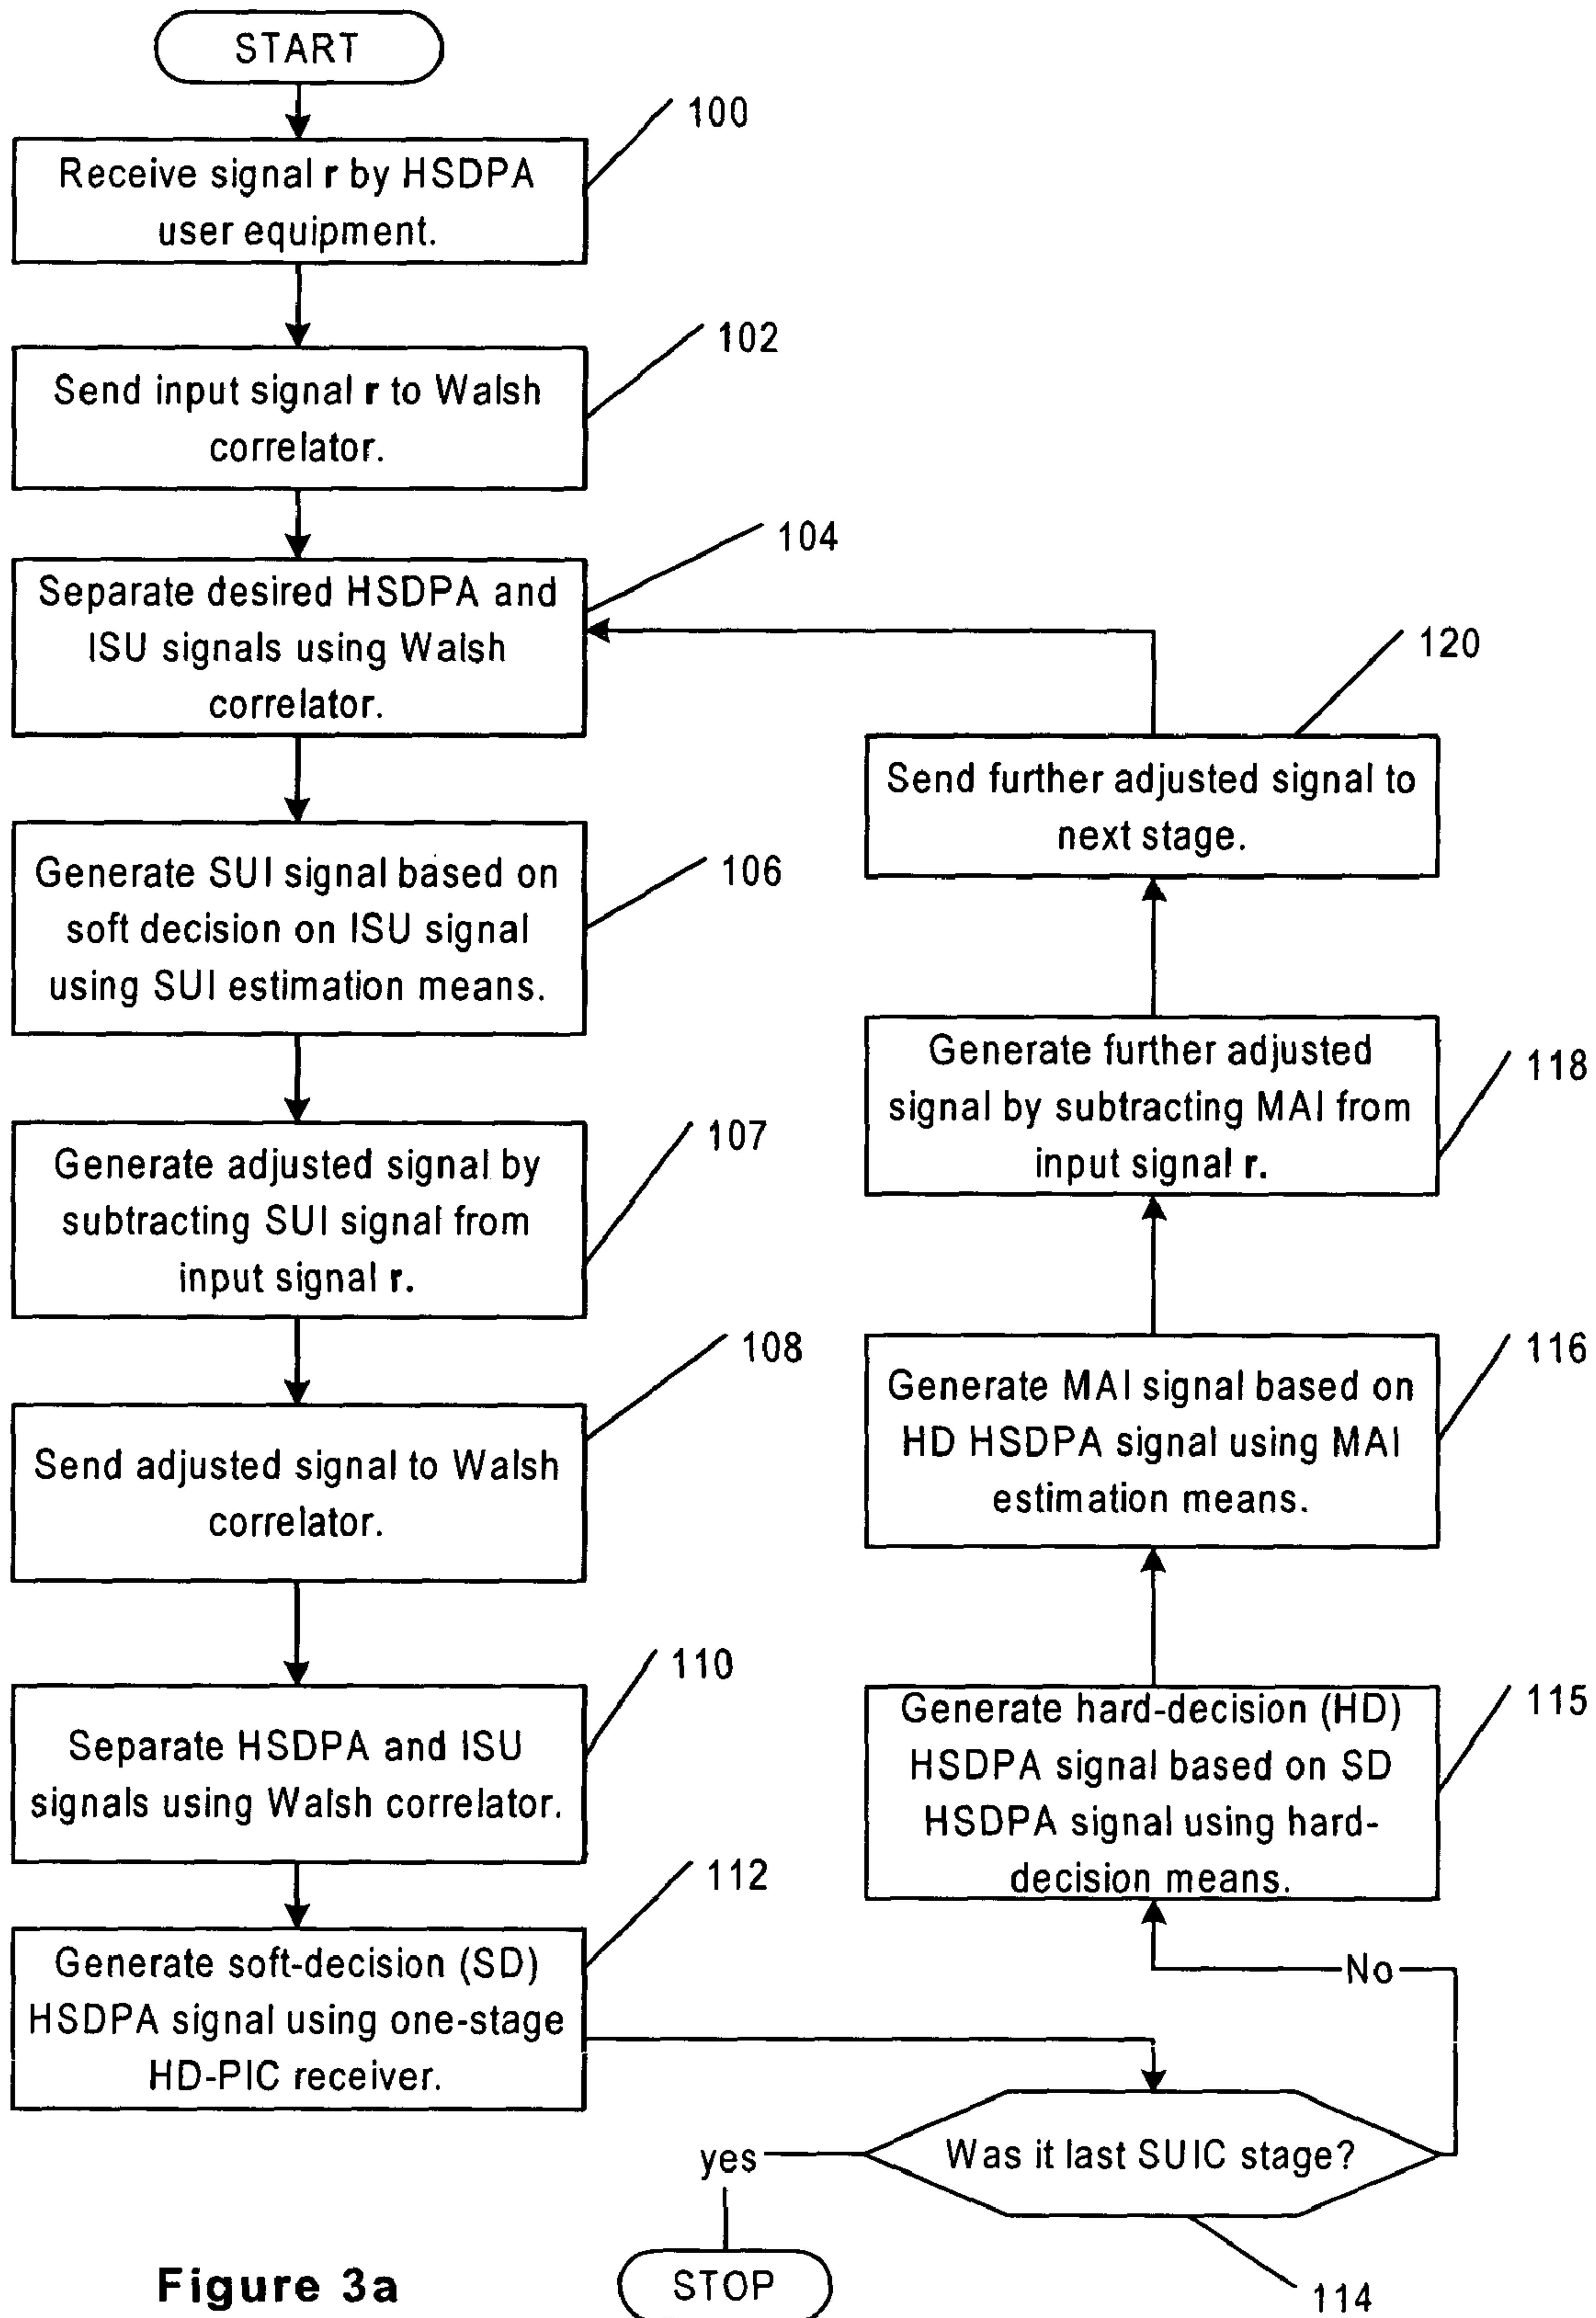 START
100
Receive signal r by HSDPA
user equipment.
102
Send input signal r to Walsh
correlator.
104
Separate desired HSDPA and
ISU signals using Walsh
correlator.
106
Generate SUI signal based on
soft decision on ISU signal
using SUI estimation means.
107
Generate adjusted signal by
subtracting SUI signal from
input signal r.
108
Send adjusted signal to Walsh
correlator.
110
Separate HSDPA and ISU
signals using Walsh correlator.
112
Generate soft-decision (SD)
HSDPA signal using one-stage
HD-PIC receiver.
Was it last SUIC stage?
114
yes
STOP
No
115
Generate hard-decision (HD)
HSDPA signal based on SD
HSDPA signal using hard-
decision means.
116
Generate MAI signal based on
HD HSDPA signal using MAI
estimation means.
118
Generate further adjusted
signal by subtracting MAI from
input signal r.
120
Send further adjusted signal to
next stage.
Figure 3a